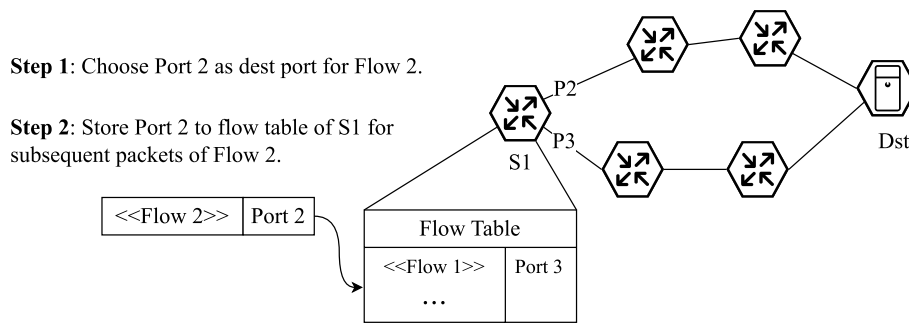 Step 1: Choose Port 2 as dest port for Flow 2.
Step 2: Store Port 2 to flow table of S1 for
subsequent packets of Flow 2.
P2
P3
S1
Dst
<<Flow 2>> Port 2
Flow Table
<<Flow 1>> Port 3
...